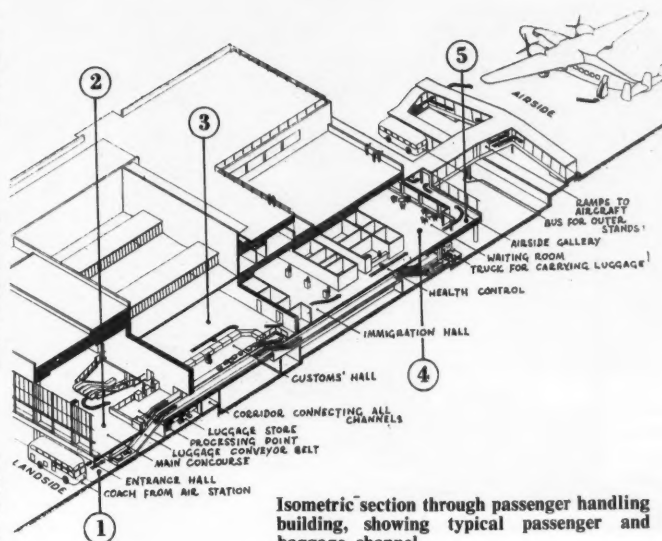 2
3
5
AIRSIDE
RAMPS TO
AIRCRAFT
BUS FOR OUTER
STANDS!
AIRSIDE GALLERY
WAITING ROOM
TRUCK FOR CARRYING LUGGAGE!
HEALTH CONTROL
IMMIGRATION HALL
4
CUSTOMS' HALL
CORRIDOR CONNECTING ALL
CHANNELS
LUGGAGE STORE
PROCESSING POINT
LUGGAGE CONVEYOR BELT
MAIN CONCOURSE
ENTRANCE HALL
COACH FROM AIR STATION
LANDSIDE
1
Isometric section through passenger handling
building, showing typical passenger and
baggage channel